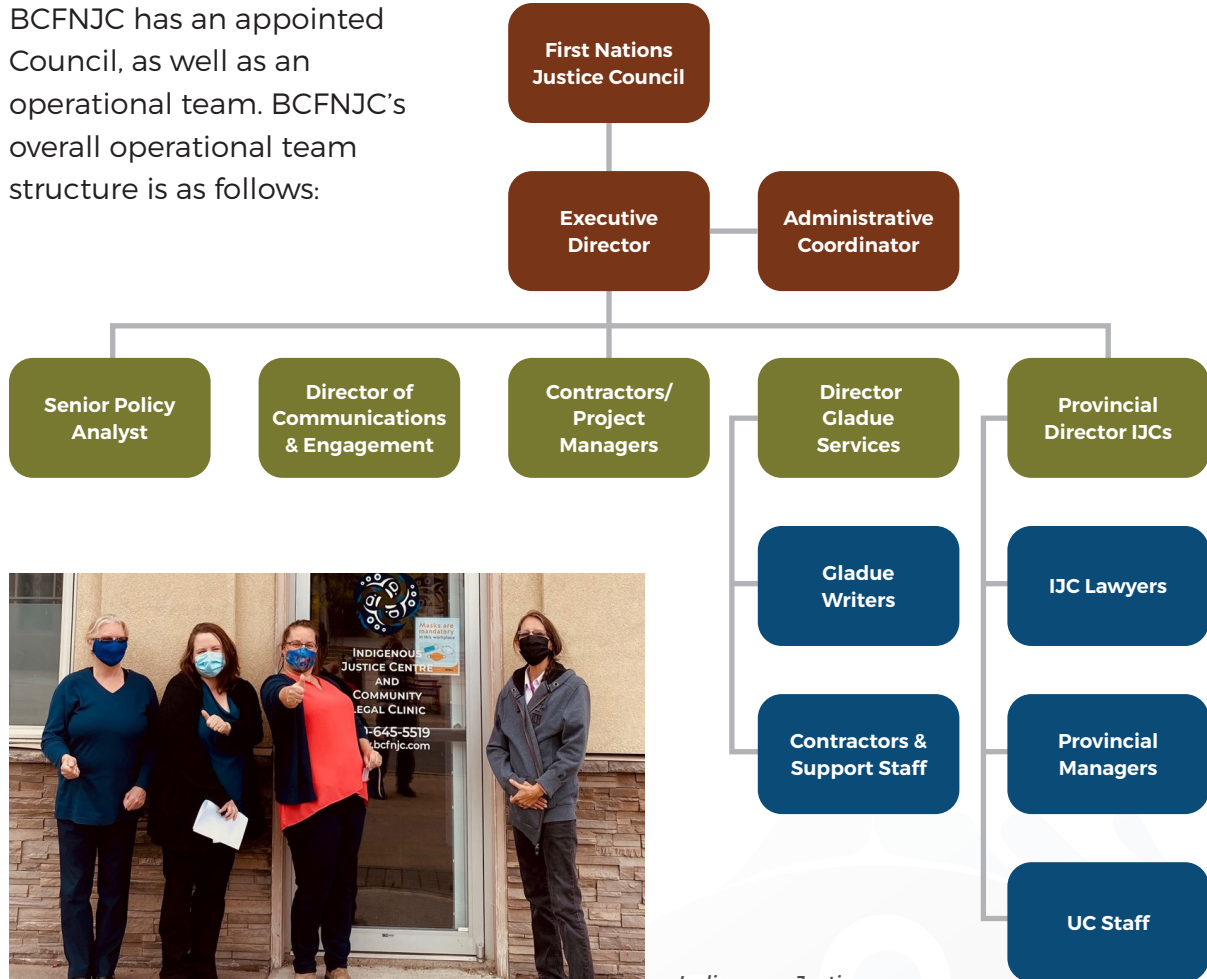 BCFNJC has an appointed
Council, as well as an
operational team. BCFNJC’s
overall operational team
structure is as follows:
First Nations
Justice Council
Executive
Director
Administrative
Coordinator
Senior Policy
Analyst
Director of
Communications
& Engagement
Contractors/
Project
Managers
Director
Gladue
Services
Provincial
Director IJCs
Gladue
Writers
IJC Lawyers
Contractors &
Support Staff
Provincial
Managers
UC Staff
Masks are
mandatory
in this workplace
INDIGENOUS
JUSTICE CENTRE
AND
COMMUNITY
LEGAL CLINIC
-645-5519
.bcfnjc.com